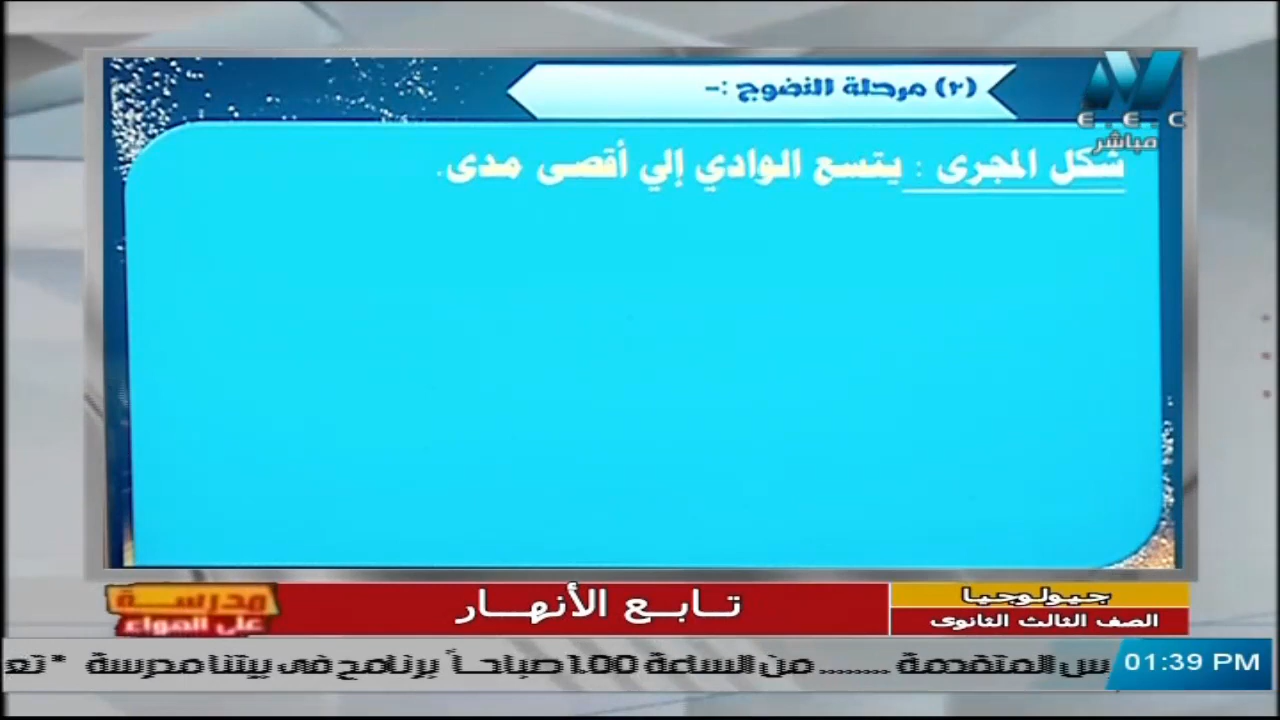 (٢) مرحلة النضوج :-
E.E.C
مباشر
شكل المجرى : يتسع الوادي إلي أقصى مدى.
جيولوجيا
الصف الثالث الثانوى
تابع الأنهار
مدرسة
على الهواء
01:39 PM
س المتقدمة ........ من الساعة 1.00 صباحاً برنامج فى بيتنا مدرسة * تع